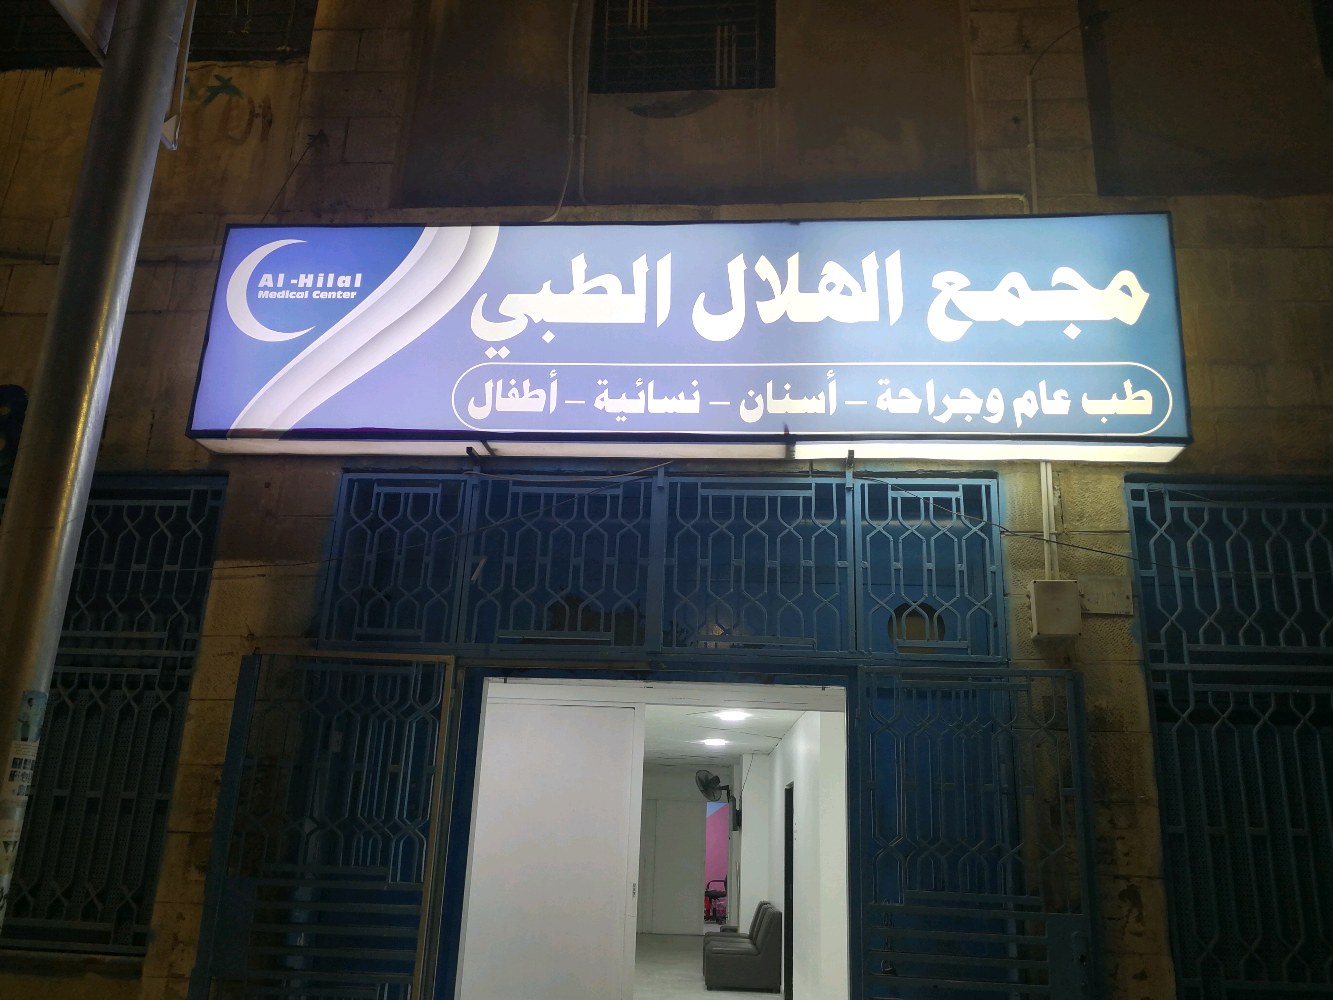 مجمع الهلال الطبي
طب عام وجراحة - أسنان - نسائية - أطفال
Al-Hilal
Medical Center